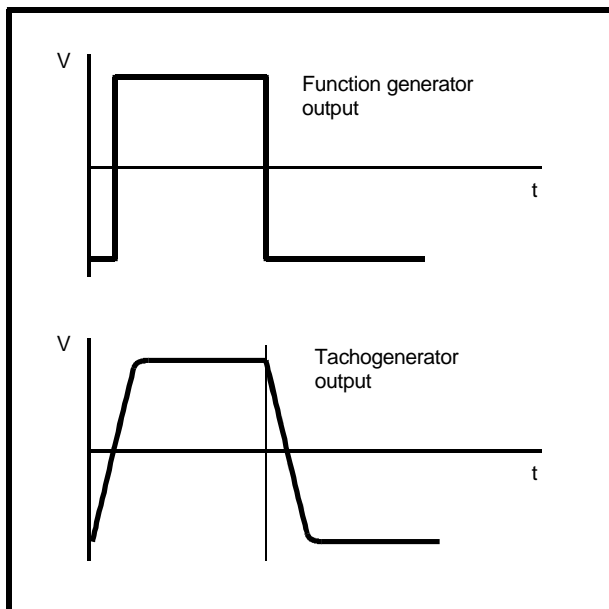 V
Function generator
output
t
V
Tachogenerator
output
t